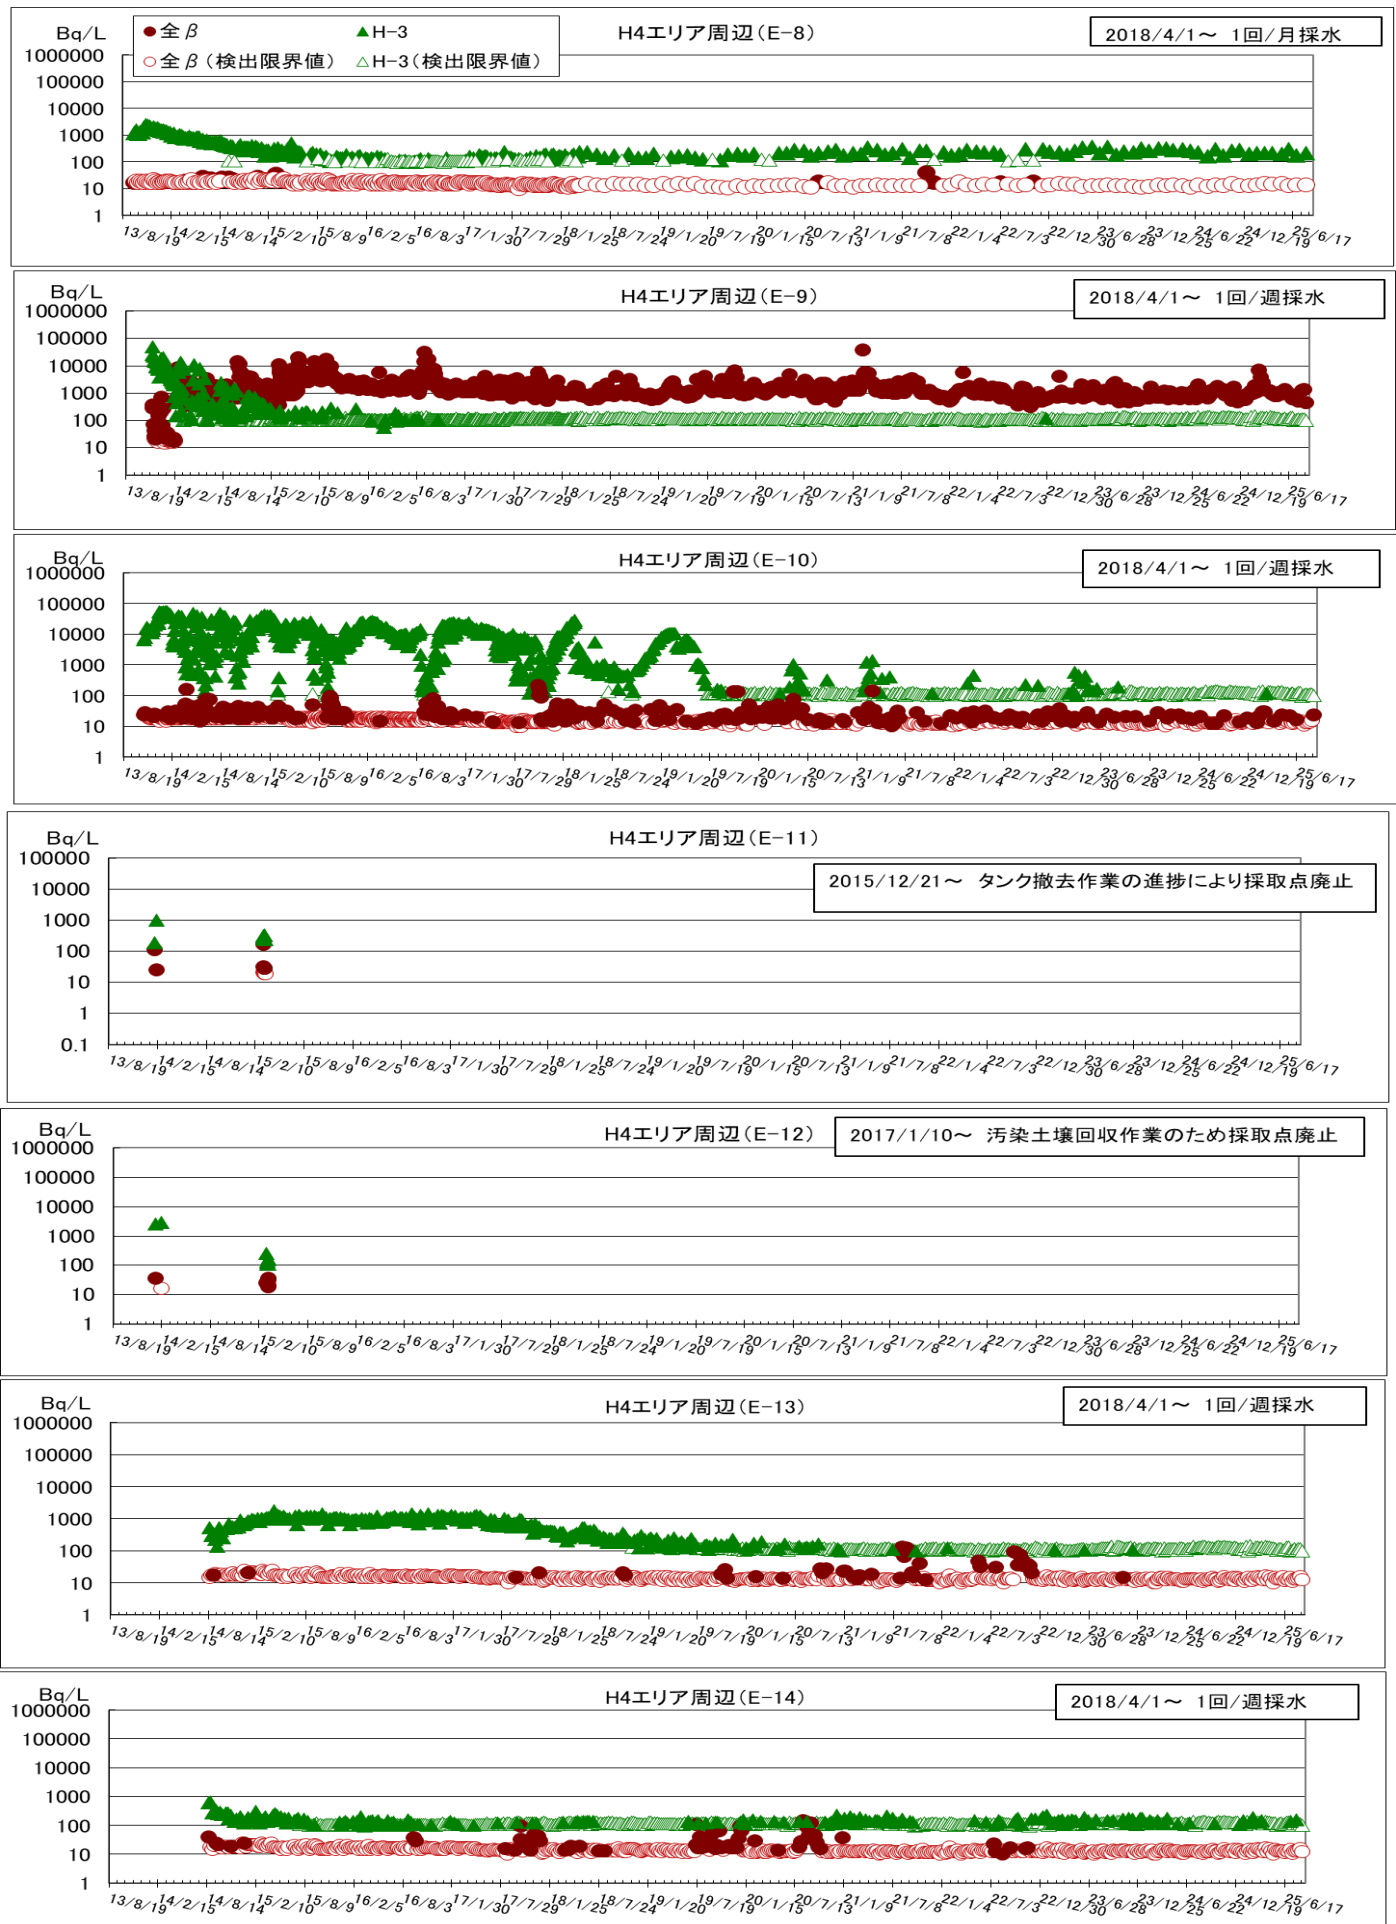 Bq/L
H4エリア周辺(E-8)
2018/4/1～ 1回/月採水
全β
H-3
全β(検出限界値)
H-3(検出限界値)
1000000
100000
10000
1000
100
10
1
13/8/19 14/2/15 14/8/14 15/2/10 15/8/9 16/2/5 16/8/3 17/1/30 17/7/29 18/1/25 18/7/24 19/1/20 19/7/19 20/1/15 20/7/13 21/1/9 21/7/8 22/1/4 22/7/3 22/12/30 23/6/28 23/12/25 24/6/22 24/12/19 25/6/17
Bq/L
H4エリア周辺(E-9)
2018/4/1～ 1回/週採水
1000000
100000
10000
1000
100
10
1
13/8/19 14/2/15 14/8/14 15/2/10 15/8/9 16/2/5 16/8/3 17/1/30 17/7/29 18/1/25 18/7/24 19/1/20 19/7/19 20/1/15 20/7/13 21/1/9 21/7/8 22/1/4 22/7/3 22/12/30 23/6/28 23/12/25 24/6/22 24/12/19 25/6/17
Bq/L
H4エリア周辺(E-10)
2018/4/1～ 1回/週採水
1000000
100000
10000
1000
100
10
1
13/8/19 14/2/15 14/8/14 15/2/10 15/8/9 16/2/5 16/8/3 17/1/30 17/7/29 18/1/25 18/7/24 19/1/20 19/7/19 20/1/15 20/7/13 21/1/9 21/7/8 22/1/4 22/7/3 22/12/30 23/6/28 23/12/25 24/6/22 24/12/19 25/6/17
Bq/L
H4エリア周辺(E-11)
2015/12/21～ タンク撤去作業の進捗により採取点廃止
100000
10000
1000
100
10
1
0.1
13/8/19 14/2/15 14/8/14 15/2/10 15/8/9 16/2/5 16/8/3 17/1/30 17/7/29 18/1/25 18/7/24 19/1/20 19/7/19 20/1/15 20/7/13 21/1/9 21/7/8 22/1/4 22/7/3 22/12/30 23/6/28 23/12/25 24/6/22 24/12/19 25/6/17
Bq/L
H4エリア周辺(E-12)
2017/1/10～ 汚染土壌回収作業のため採取点廃止
1000000
100000
10000
1000
100
10
1
13/8/19 14/2/15 14/8/14 15/2/10 15/8/9 16/2/5 16/8/3 17/1/30 17/7/29 18/1/25 18/7/24 19/1/20 19/7/19 20/1/15 20/7/13 21/1/9 21/7/8 22/1/4 22/7/3 22/12/30 23/6/28 23/12/25 24/6/22 24/12/19 25/6/17
Bq/L
H4エリア周辺(E-13)
2018/4/1～ 1回/週採水
1000000
100000
10000
1000
100
10
1
13/8/19 14/2/15 14/8/14 15/2/10 15/8/9 16/2/5 16/8/3 17/1/30 17/7/29 18/1/25 18/7/24 19/1/20 19/7/19 20/1/15 20/7/13 21/1/9 21/7/8 22/1/4 22/7/3 22/12/30 23/6/28 23/12/25 24/6/22 24/12/19 25/6/17
Bq/L
H4エリア周辺(E-14)
2018/4/1～ 1回/週採水
1000000
100000
10000
1000
100
10
1
13/8/19 14/2/15 14/8/14 15/2/10 15/8/9 16/2/5 16/8/3 17/1/30 17/7/29 18/1/25 18/7/24 19/1/20 19/7/19 20/1/15 20/7/13 21/1/9 21/7/8 22/1/4 22/7/3 22/12/30 23/6/28 23/12/25 24/6/22 24/12/19 25/6/17